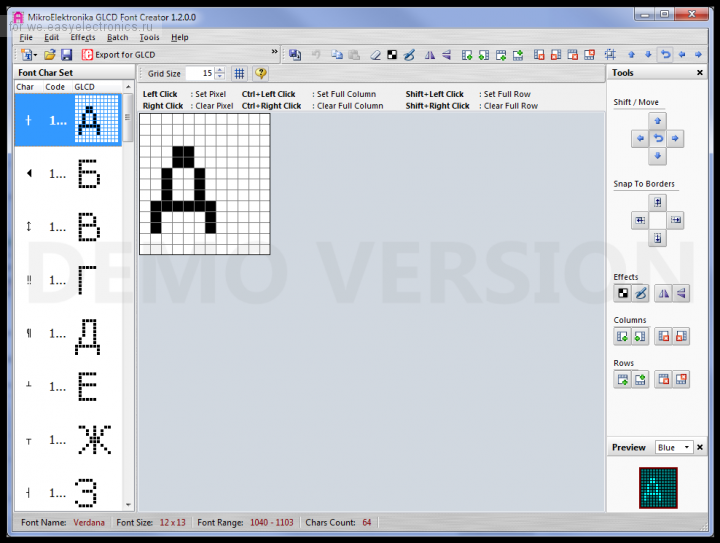 MikroElektronika GLCD Font Creator 1.2.0.0
for we.easyelectronics.ru
File Edit Effects Batch Tools Help
Export for GLCD »
Font Char Set
Char Code GLCD
┼ 1...
◄ 1... Б
↕ 1... В
‼ 1... Г
¶ 1... Д
┴ 1... Е
┬ 1... Ж
┤ 1... З
Grid Size 15
Left Click : Set Pixel Ctrl+Left Click : Set Full Column Shift+Left Click : Set Full Row
Right Click : Clear Pixel Ctrl+Right Click : Clear Full Column Shift+Right Click : Clear Full Row
DEMO VERSION
Tools
Shift / Move
Snap To Borders
Effects
Columns
Rows
Preview Blue
Font Name: Verdana Font Size: 12 x 13 Font Range: 1040 - 1103 Chars Count: 64